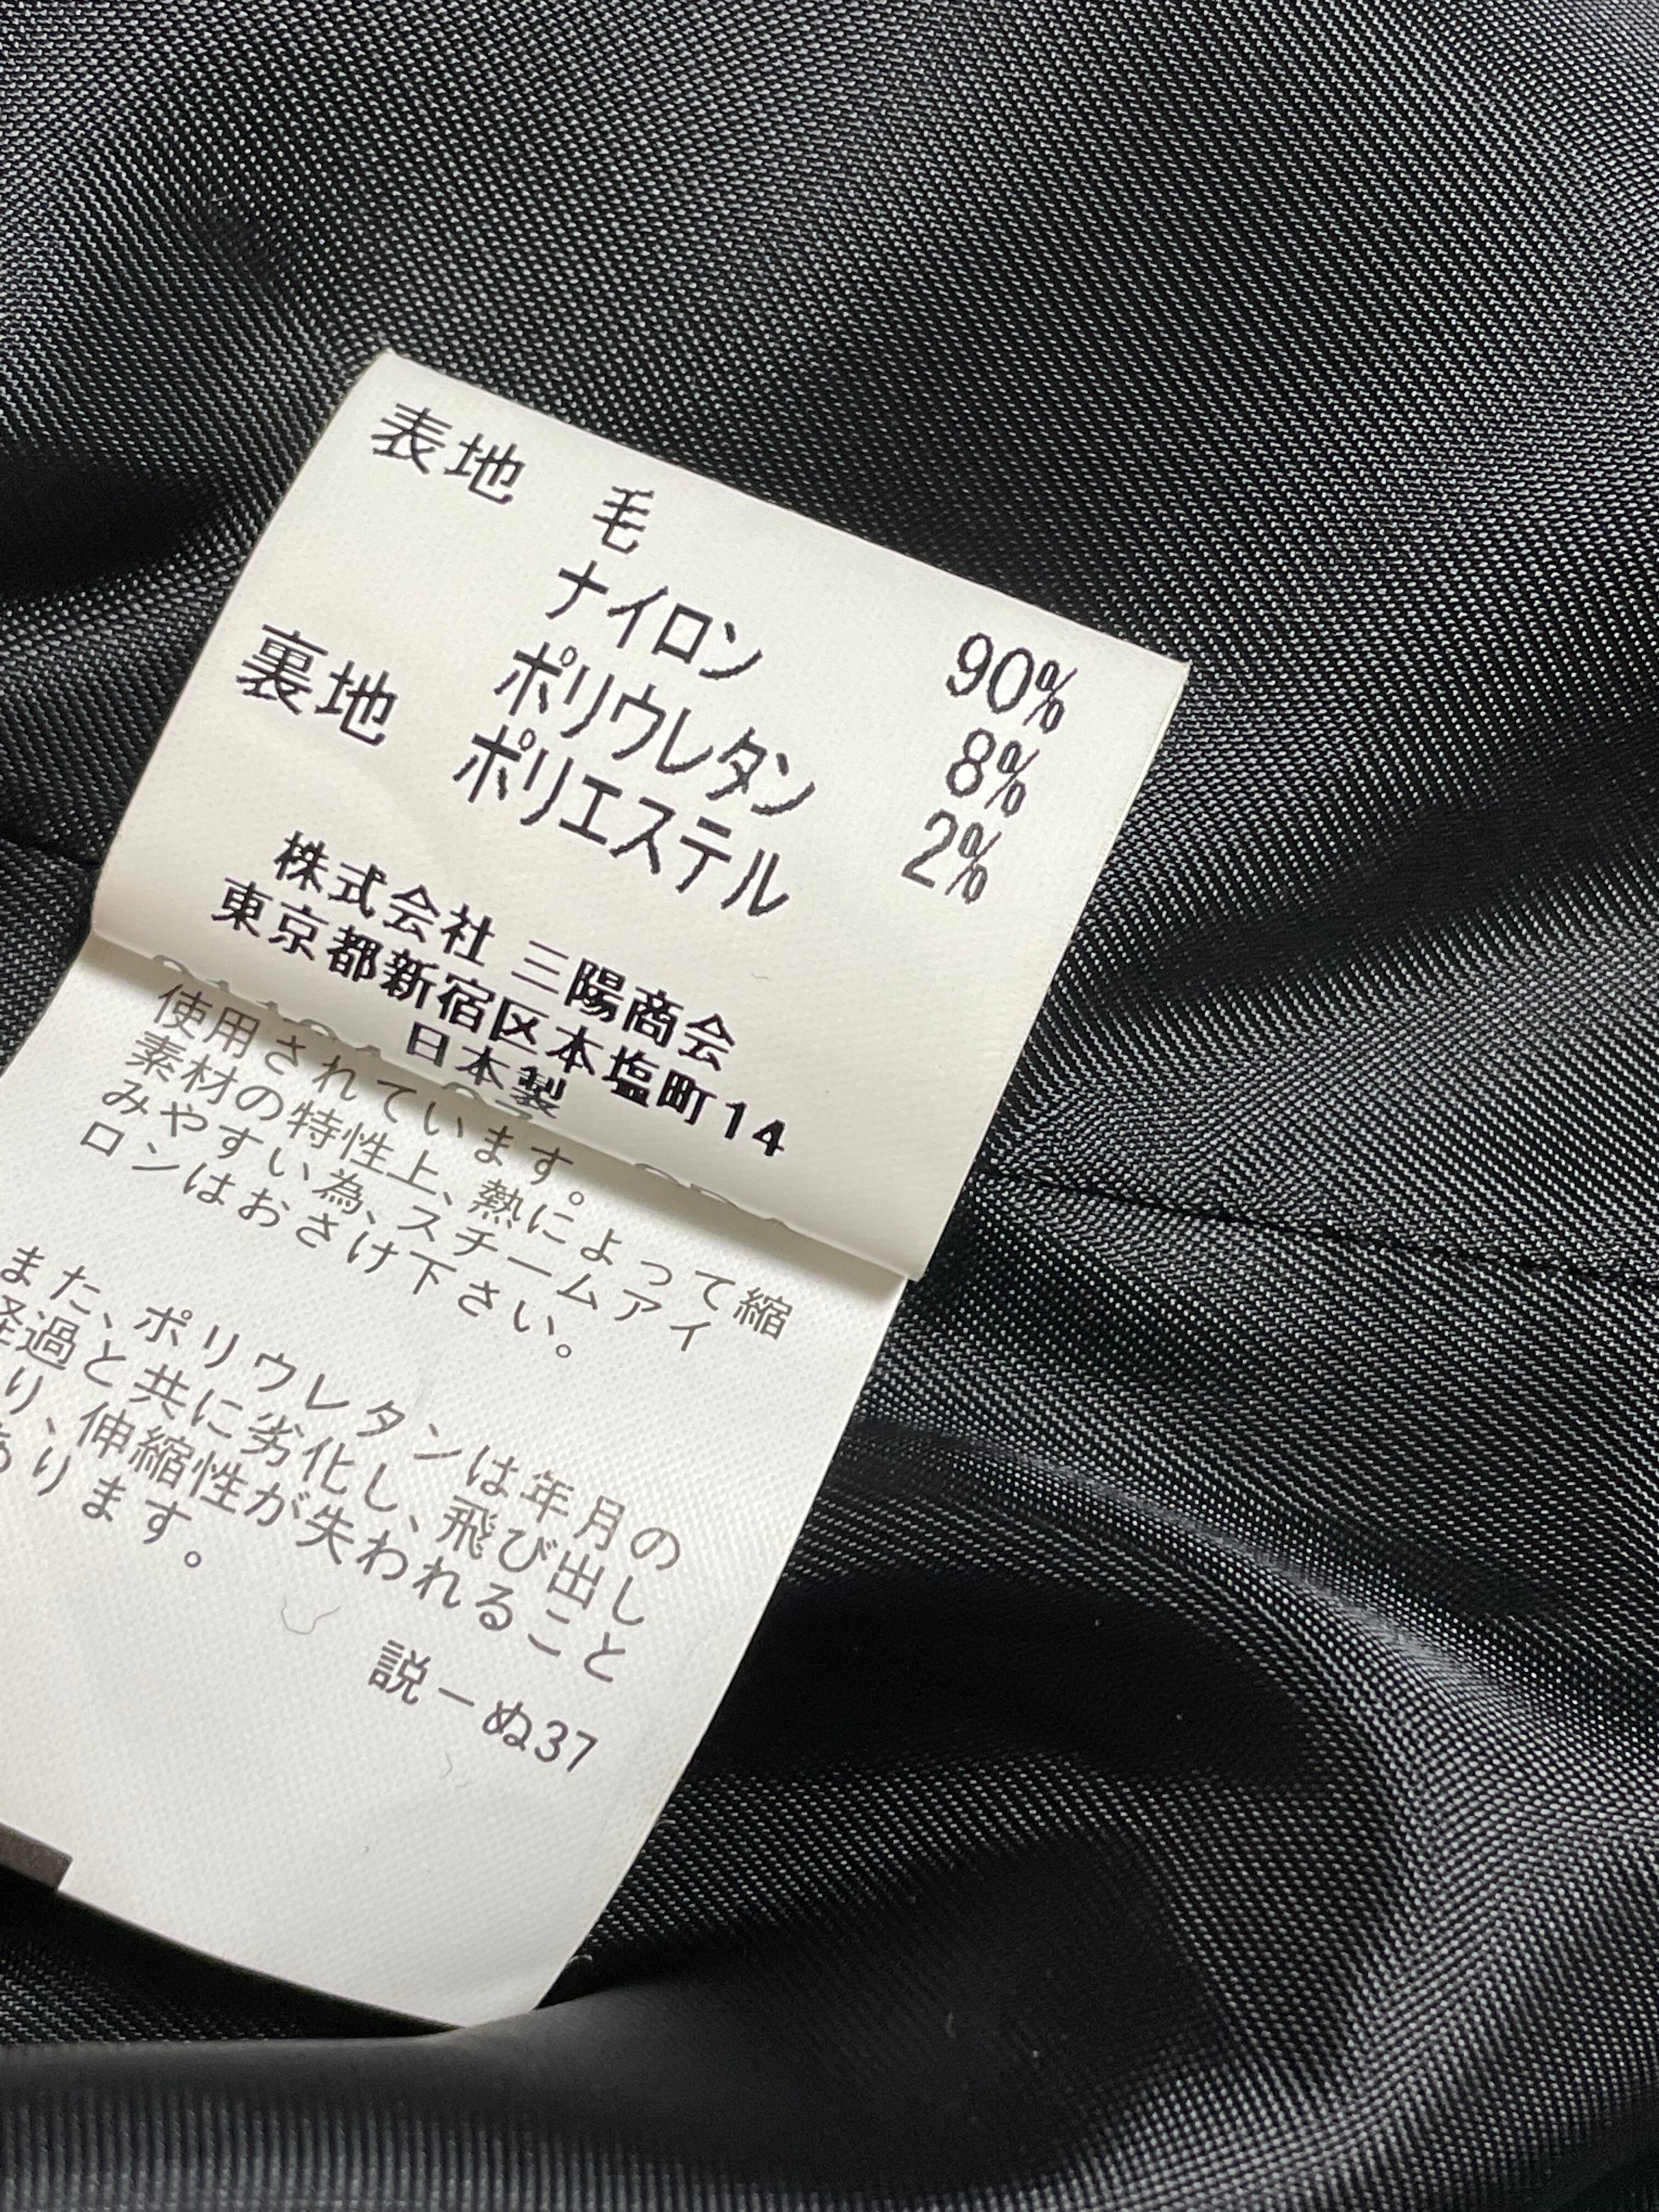 表地 毛 90%
ナイロン 8%
ポリウレタン 2%
裏地 ポリエステル
株式会社 三陽商会
東京都新宿区本塩町14
日本製
使用されています。
素材の特性上、熱によって縮
みやすい為、スチームアイ
ロンはおさけ下さい。
また、ポリウレタンは年月の
経過と共に劣化し、飛び出し
り、伸縮性が失われること
あります。
説－ぬ37